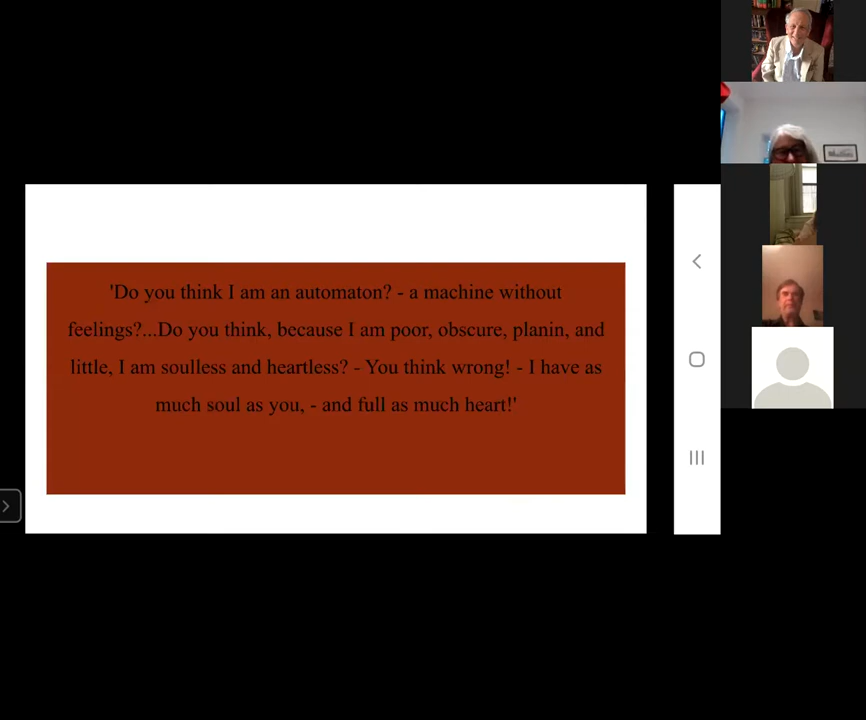 'Do you think I am an automaton? - a machine without
feelings?...Do you think, because I am poor, obscure, planin, and
little, I am soulless and heartless? - You think wrong! - I have as
much soul as you, - and full as much heart!'